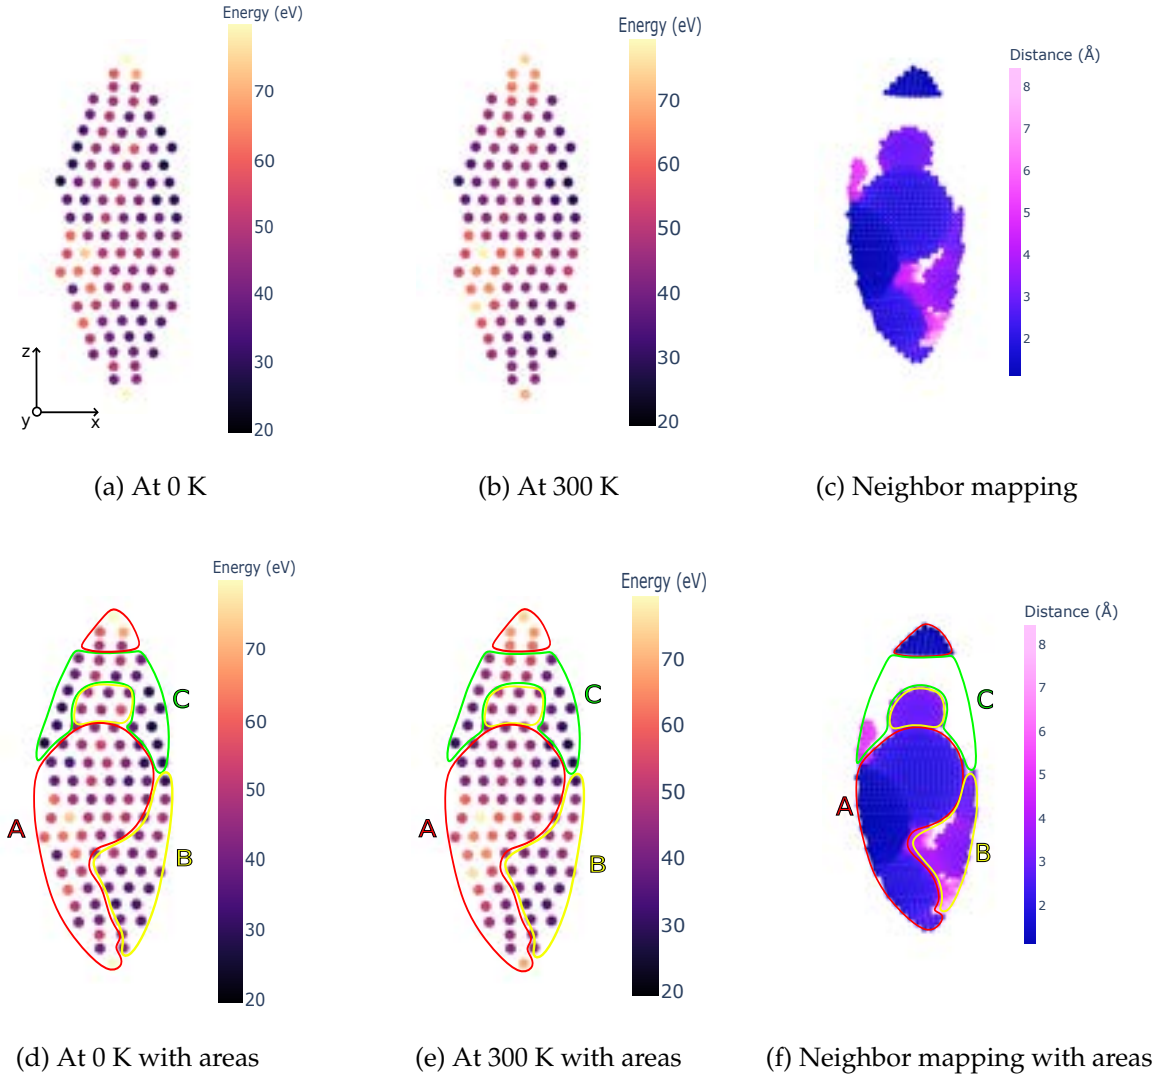 Energy (eV)
70
60
50
40
30
20
z
y
x
(a) At 0 K
Energy (eV)
70
60
50
40
30
20
(b) At 300 K
Distance (Å)
8
7
6
5
4
3
2
(c) Neighbor mapping
Energy (eV)
70
60
50
40
30
20
A
B
C
(d) At 0 K with areas
Energy (eV)
70
60
50
40
30
20
A
B
C
(e) At 300 K with areas
Distance (Å)
8
7
6
5
4
3
2
A
B
C
(f) Neighbor mapping with areas